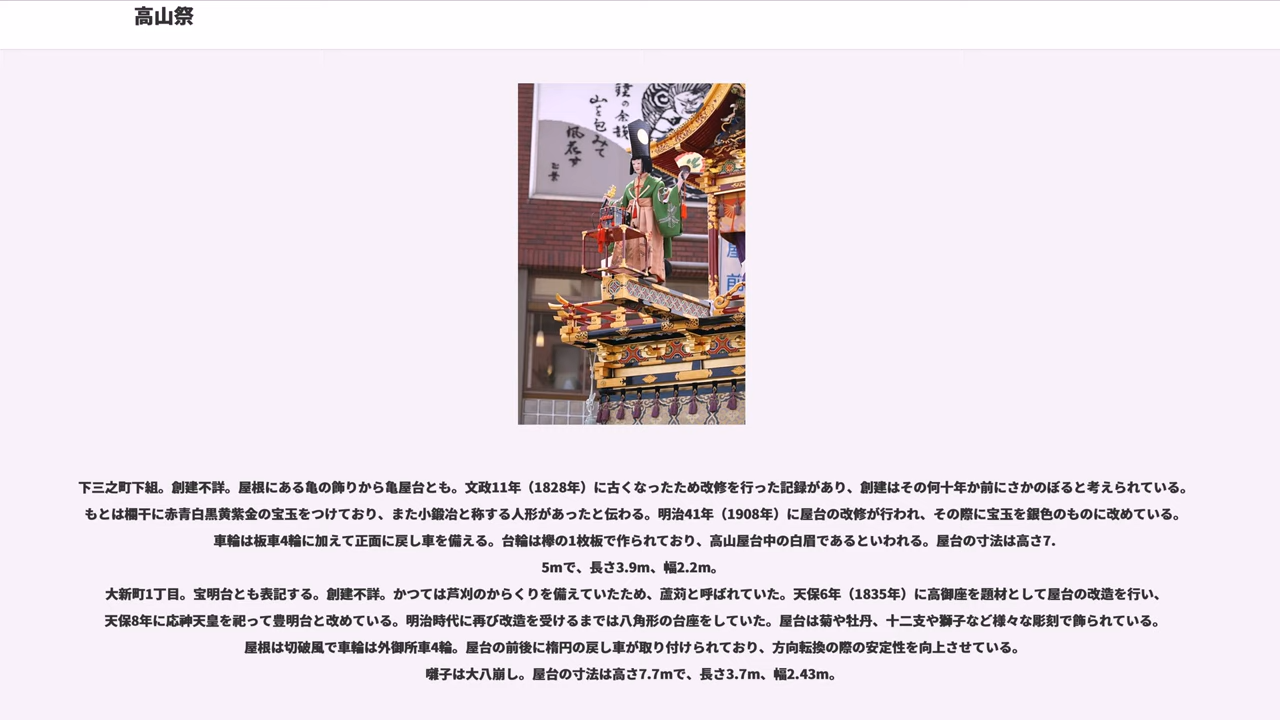 高山祭
山を包みて
風花す
屋
前
下三之町下組。創建不詳。屋根にある亀の飾りから亀屋台とも。文政11年（1828年）に古くなったため改修を行った記録があり、創建はその何十年か前にさかのぼると考えられている。
もとは欄干に赤青白黒黄紫金の宝玉をつけており、また小鍛冶と称する人形があったと伝わる。明治41年（1908年）に屋台の改修が行われ、その際に宝玉を銀色のものに改めている。
車輪は板車4輪に加えて正面に戻し車を備える。台輪は欅の1枚板で作られており、高山屋台中の白眉であるといわれる。屋台の寸法は高さ7.
5mで、長さ3.9m、幅2.2m。
大新町1丁目。宝明台とも表記する。創建不詳。かつては芦刈のからくりを備えていたため、蘆苅と呼ばれていた。天保6年（1835年）に高御座を題材として屋台の改造を行い、
天保8年に応神天皇を祀って豊明台と改めている。明治時代に再び改造を受けるまでは八角形の台座をしていた。屋台は菊や牡丹、十二支や獅子など様々な彫刻で飾られている。
屋根は切破風で車輪は外御所車4輪。屋台の前後に楕円の戻し車が取り付けられており、方向転換の際の安定性を向上させている。
囃子は大八崩し。屋台の寸法は高さ7.7mで、長さ3.7m、幅2.43m。